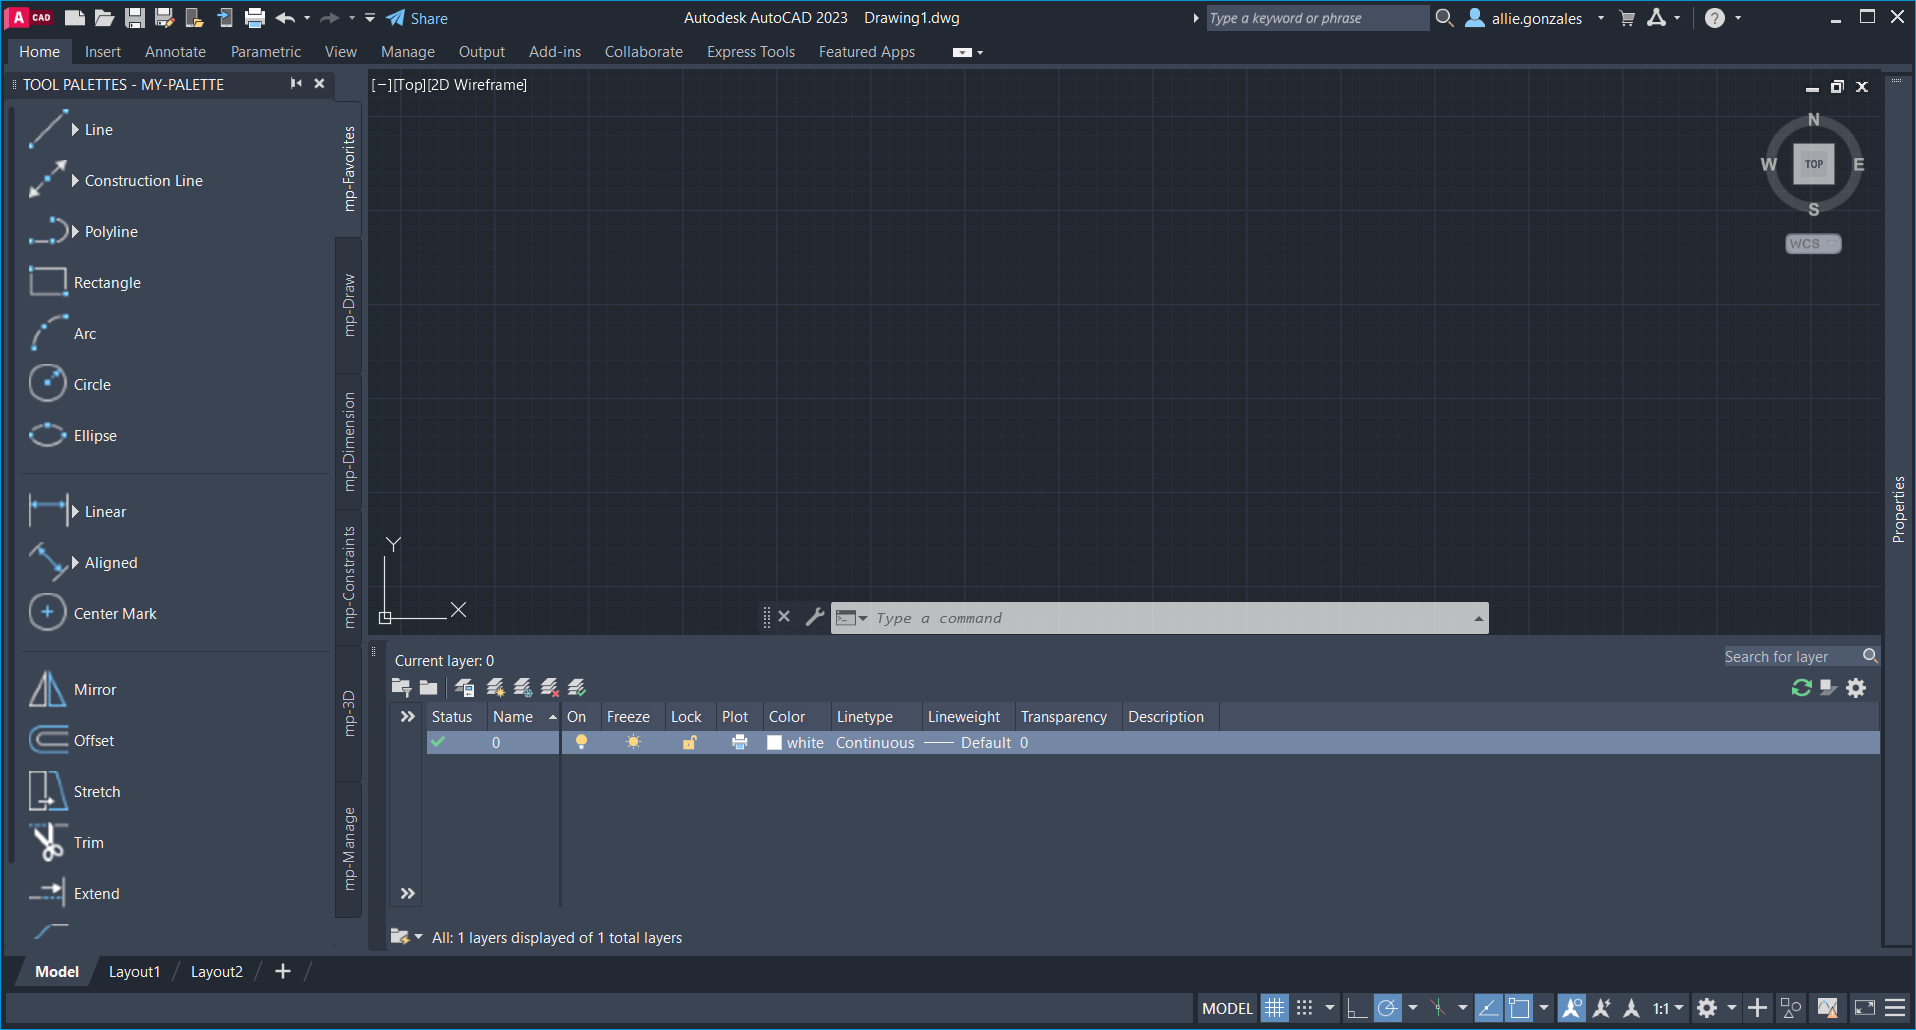 A CAD Share Autodesk AutoCAD 2023 Drawing1.dwg Type a keyword or phrase allie.gonzales ?
Home Insert Annotate Parametric View Manage Output Add-ins Collaborate Express Tools Featured Apps
TOOL PALETTES - MY-PALETTE
Line
Construction Line
Polyline
Rectangle
Arc
Circle
Ellipse
Linear
Aligned
Center Mark
Mirror
Offset
Stretch
Trim
Extend
mp-Favorites
mp-Draw
mp-Dimension
mp-Constraints
mp-3D
mp-Manage
[−][Top][2D Wireframe]
N
W TOP E
S
WCS
Y
X
Type a command
Properties
Current layer: 0
Search for layer
Status Name On Freeze Lock Plot Color Linetype Lineweight Transparency Description
0 white Continuous Default 0
All: 1 layers displayed of 1 total layers
Model Layout1 Layout2 +
MODEL 1:1